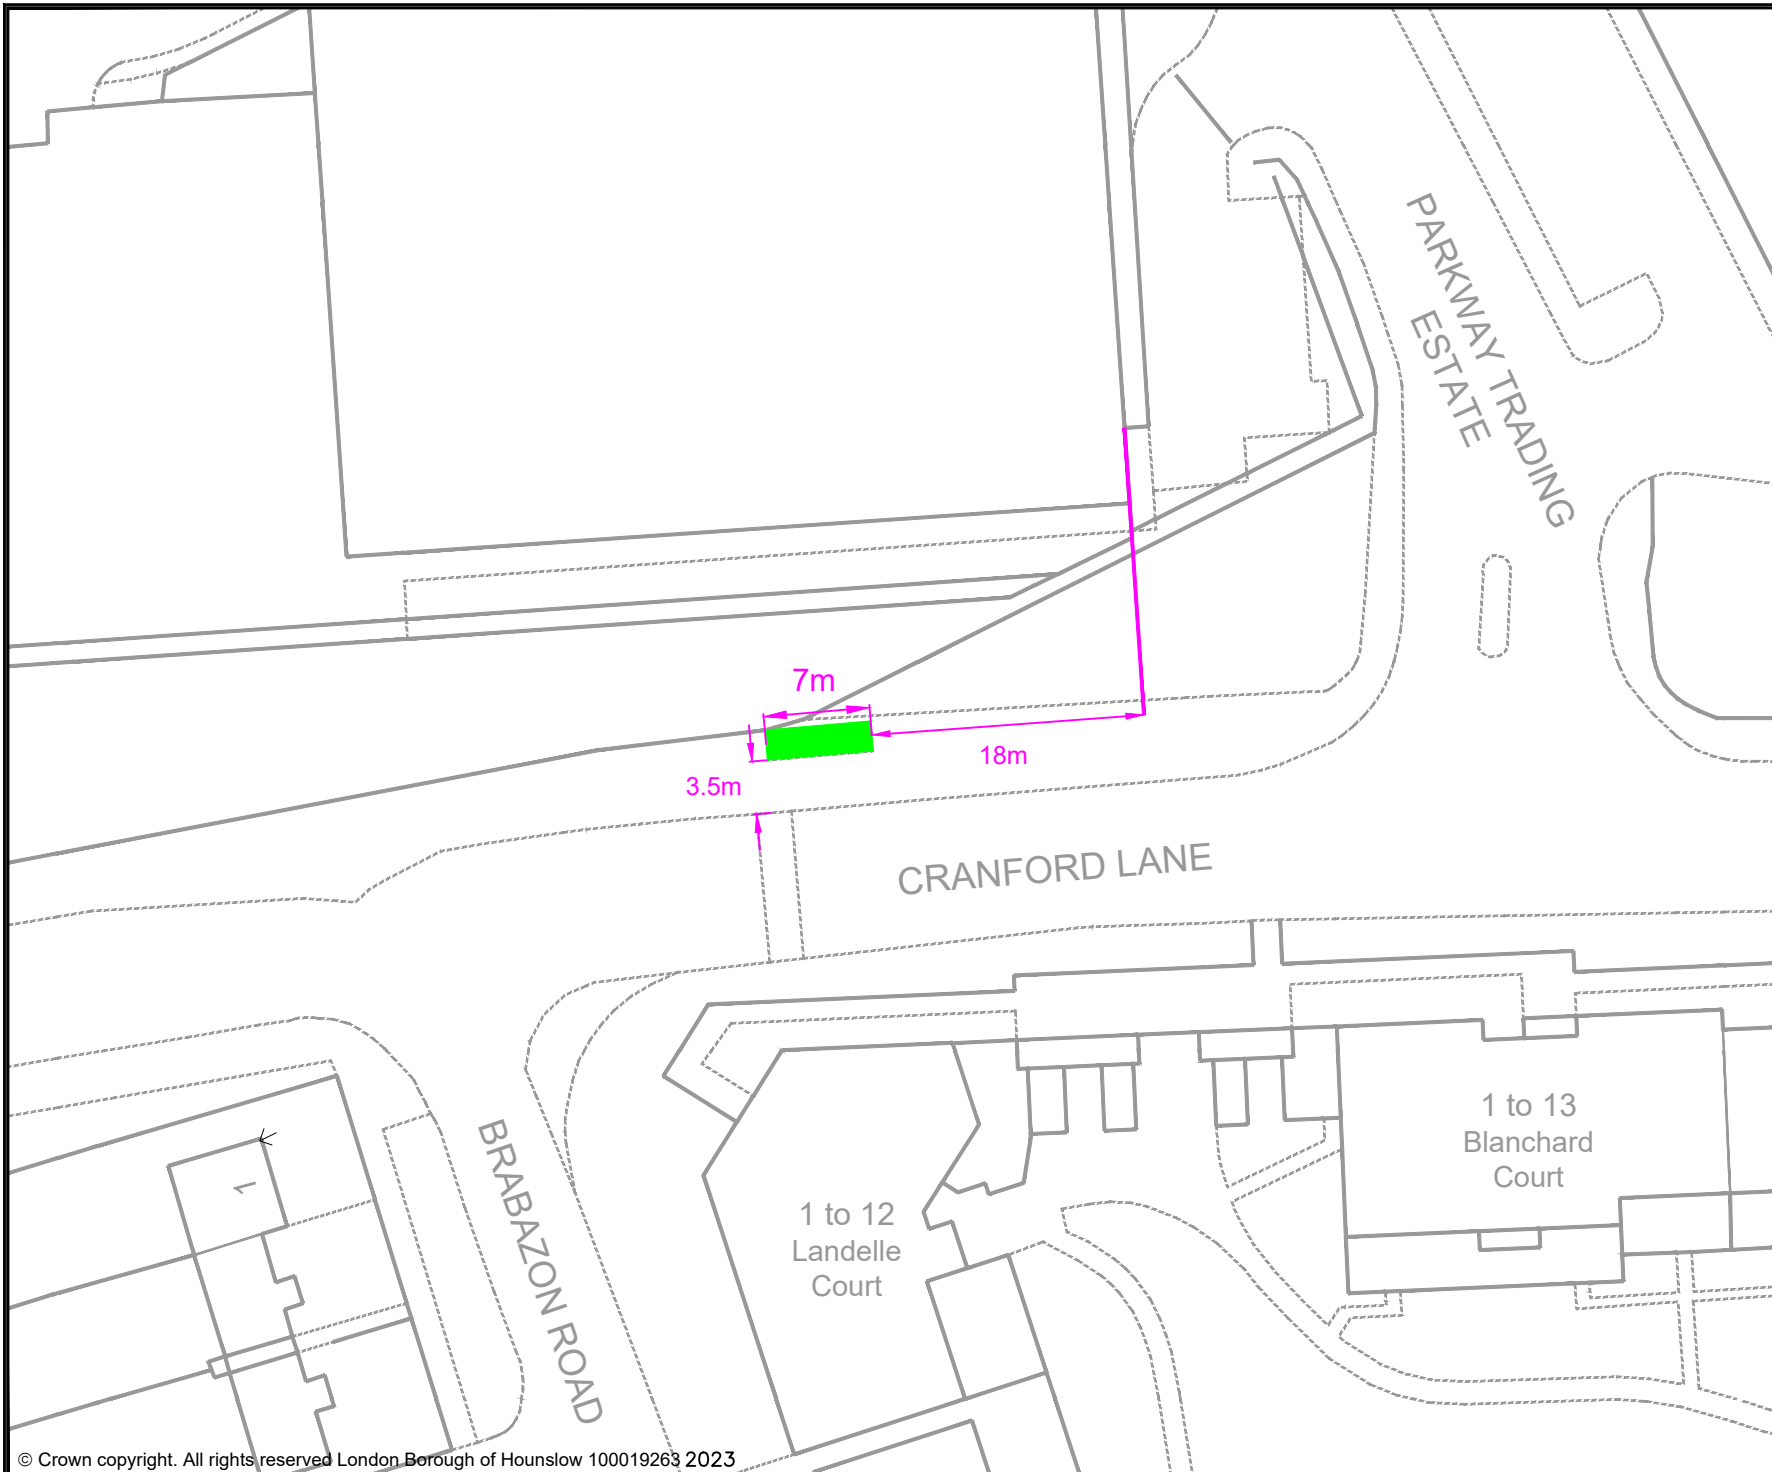 PARKWAY TRADING
ESTATE
7m
18m
3.5m
CRANFORD LANE
1 to 13
Blanchard
Court
BRABAZON ROAD
1
1 to 12
Landelle
Court
© Crown copyright. All rights reserved London Borough of Hounslow 100019263 2023